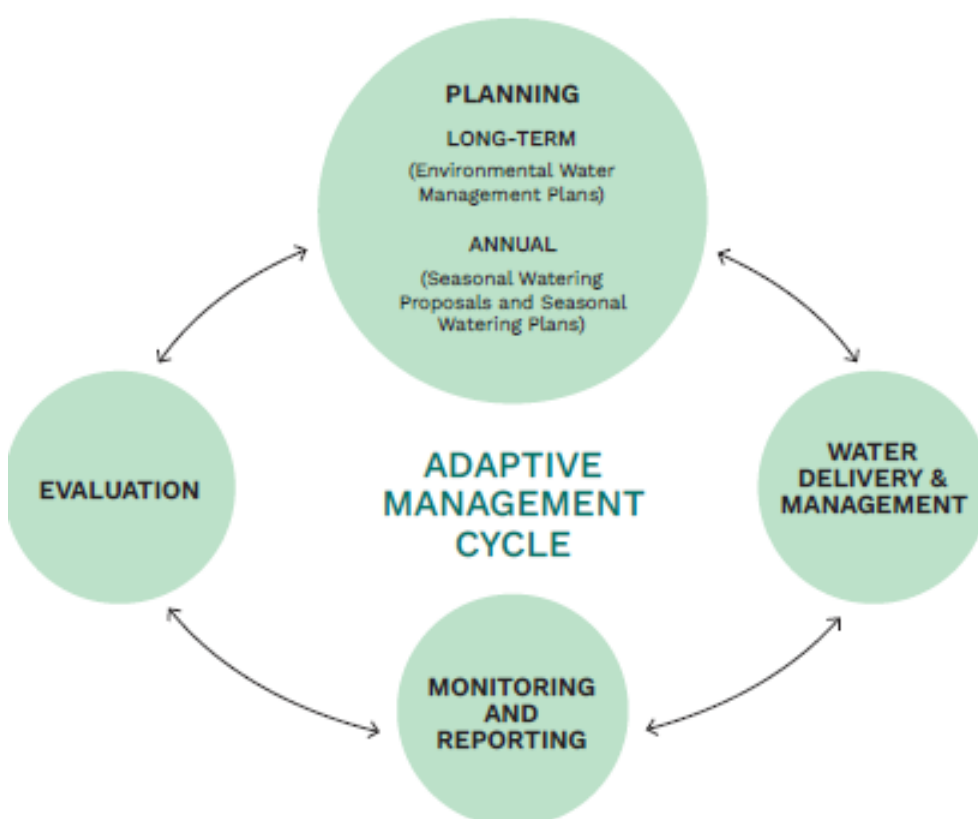 PLANNING
LONG-TERM
(Environmental Water
Management Plans)
ANNUAL
(Seasonal Watering
Proposals and Seasonal
Watering Plans)
EVALUATION
ADAPTIVE
MANAGEMENT
CYCLE
WATER
DELIVERY &
MANAGEMENT
MONITORING
AND
REPORTING